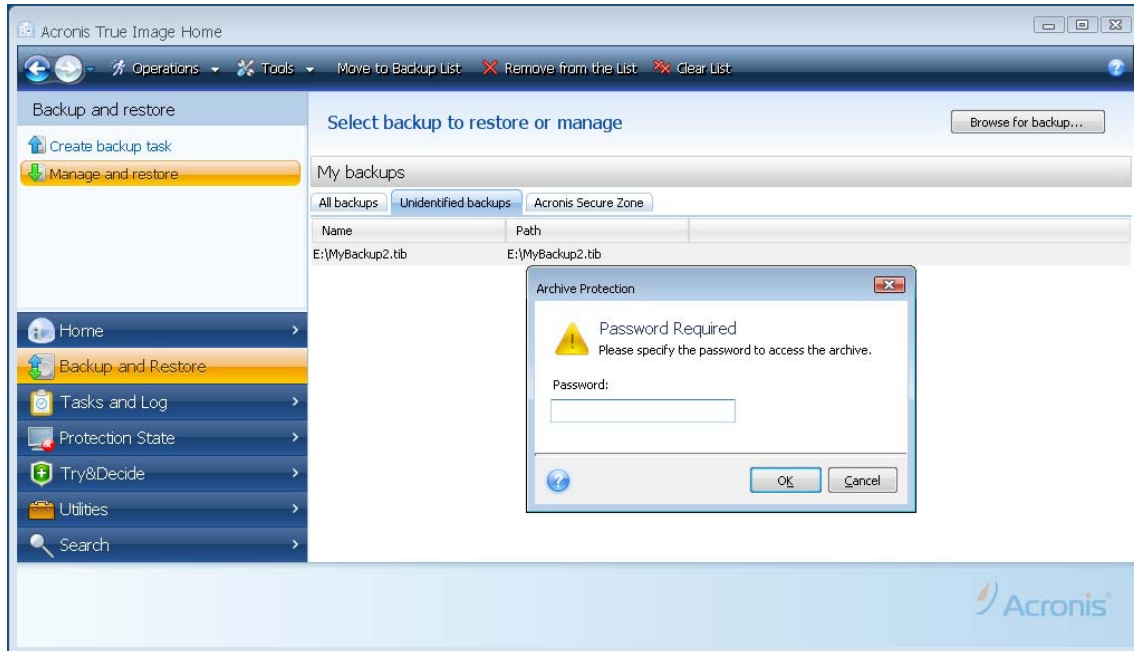 Acronis True Image Home
Operations Tools Move to Backup List Remove from the List Clear List
Backup and restore
Create backup task
Manage and restore
Select backup to restore or manage
Browse for backup...
My backups
All backups Unidentified backups Acronis Secure Zone
Name Path
E:\MyBackup2.tib E:\MyBackup2.tib
Archive Protection
Password Required
Please specify the password to access the archive.
Password:
OK Cancel
Home
Backup and Restore
Tasks and Log
Protection State
Try&Decide
Utilities
Search
Acronis